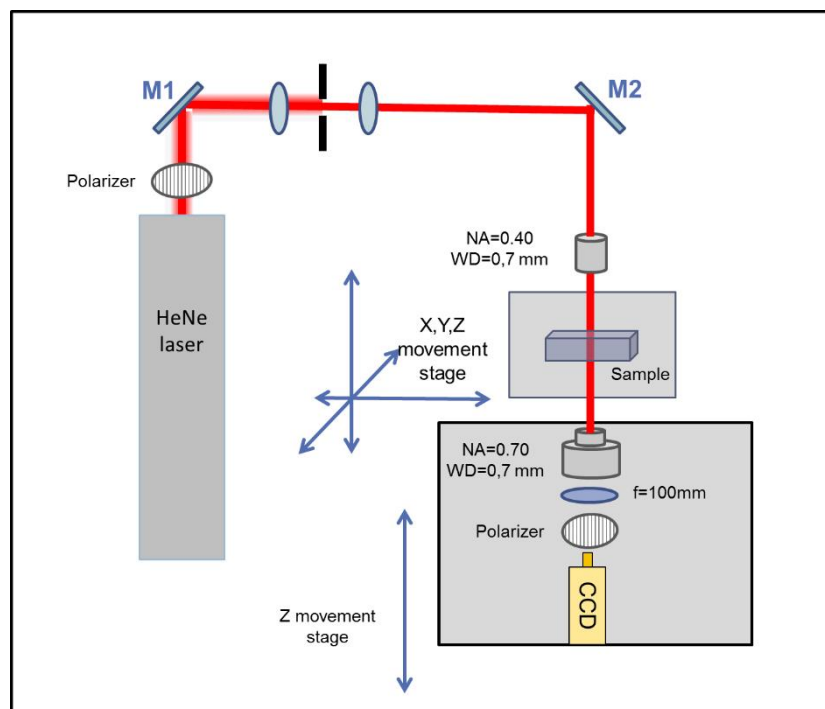 M1
M2
Polarizer
NA=0.40
WD=0,7 mm
HeNe
laser
X,Y,Z
movement
stage
Sample
NA=0.70
WD=0,7 mm
f=100mm
Polarizer
CCD
Z movement
stage